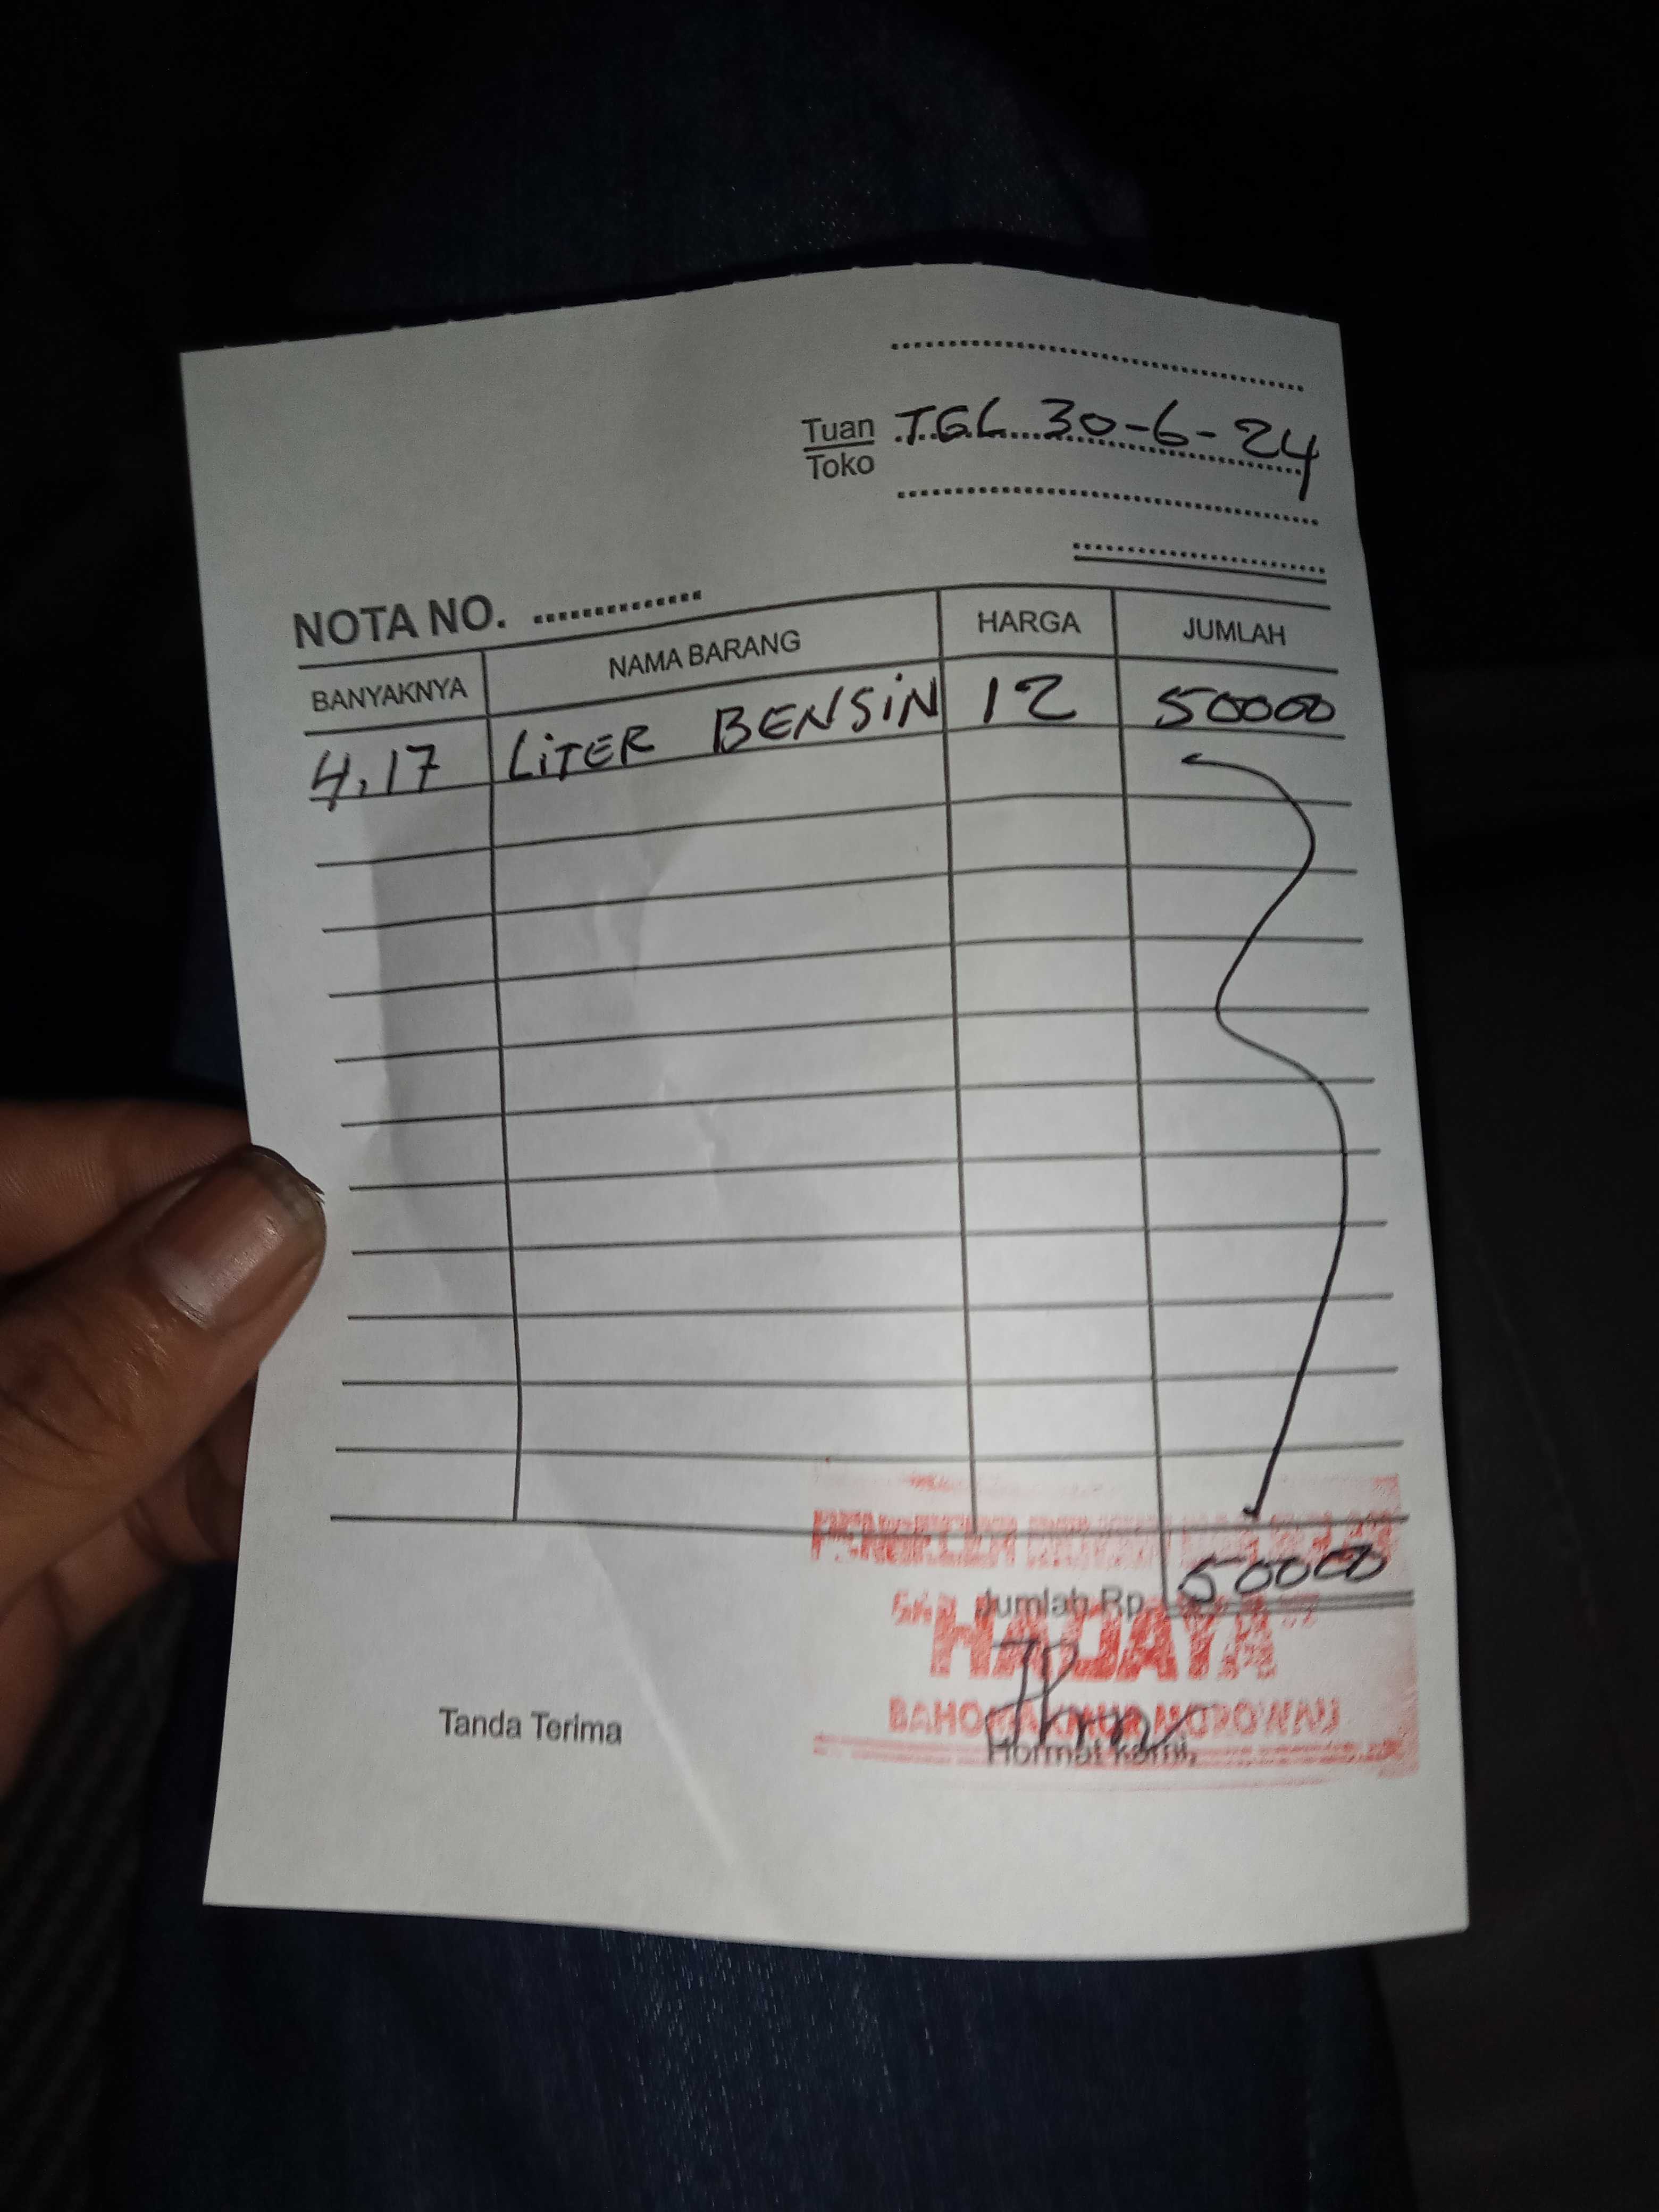 Tuan TGL 30-6-24
Toko
NOTA NO. ..............
BANYAKNYA NAMA BARANG HARGA JUMLAH
4,17 LiTER BENSiN 12 50000
Jumlah Rp. 50000
HADAYA
Tanda Terima
Hormat kami,